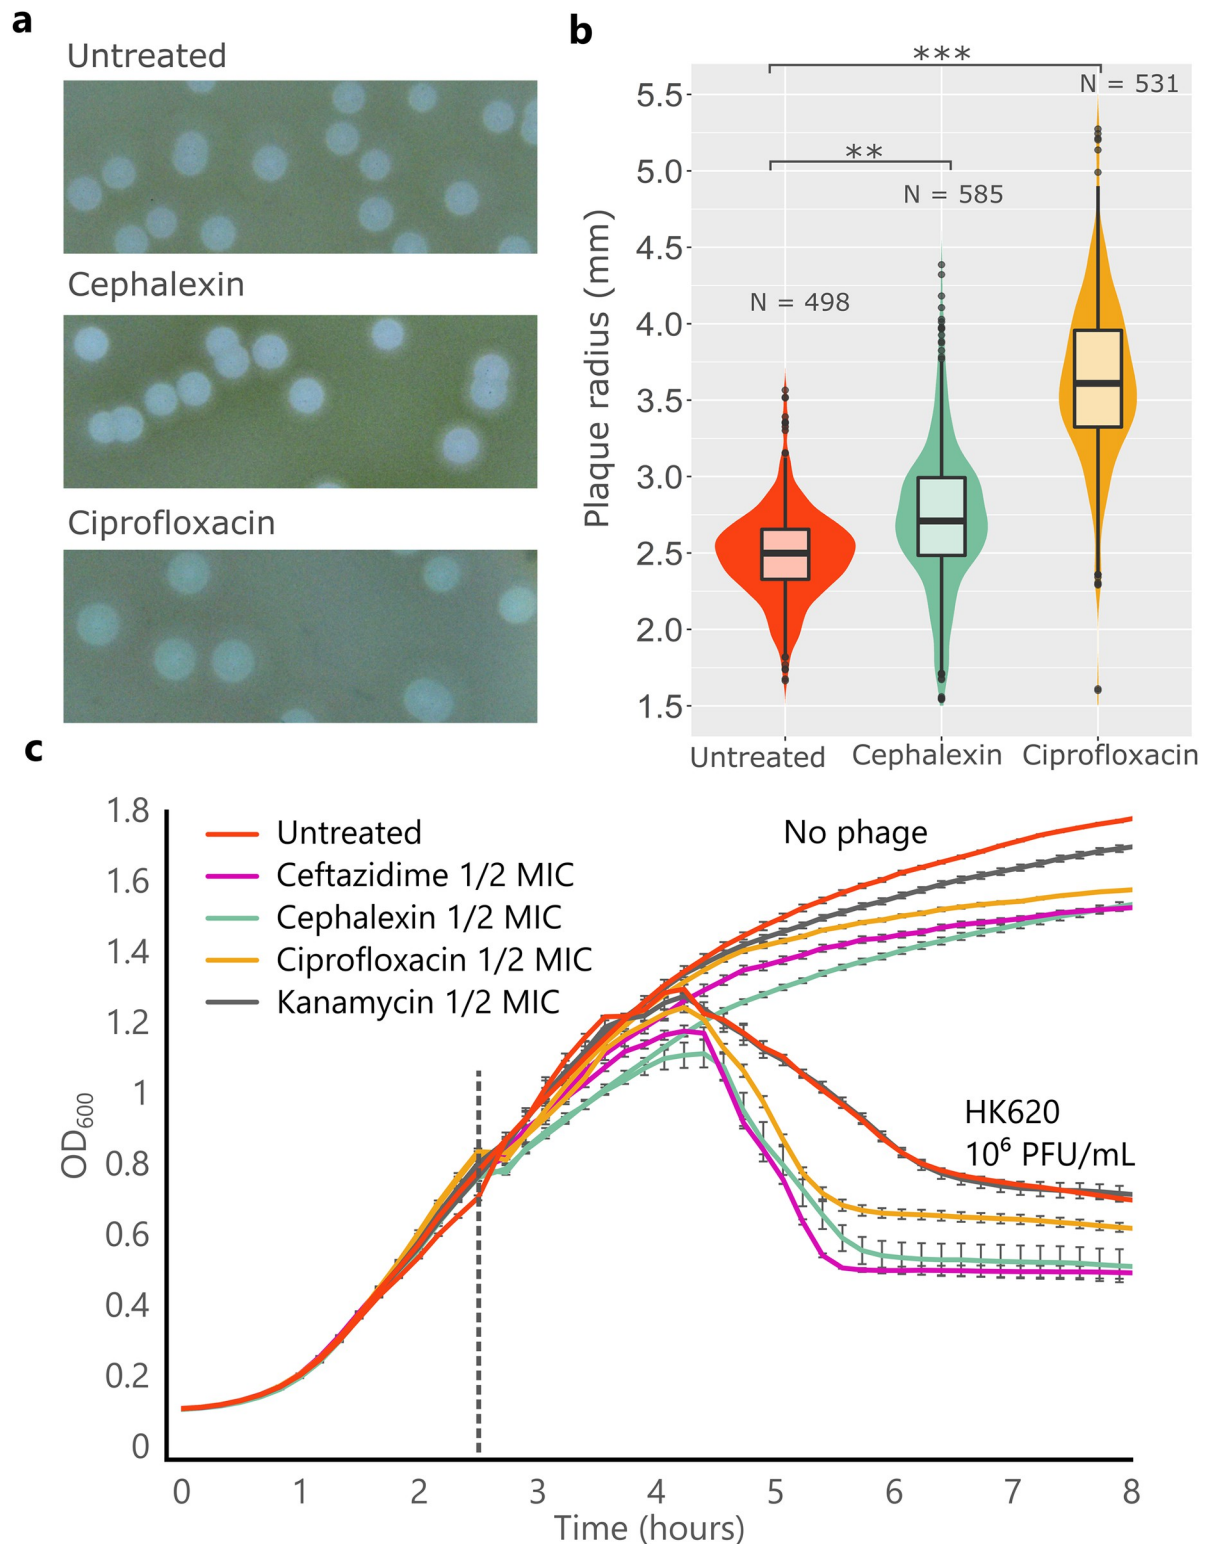 a
Untreated
Cephalexin
Ciprofloxacin
b
***
N = 531
**
N = 585
N = 498
Plaque radius (mm)
5.5
5.0
4.5
4.0
3.5
3.0
2.5
2.0
1.5
Untreated
Cephalexin
Ciprofloxacin
c
1.8
1.6
1.4
1.2
1
0.8
0.6
0.4
0.2
0
OD₆₀₀
Untreated
Ceftazidime 1/2 MIC
Cephalexin 1/2 MIC
Ciprofloxacin 1/2 MIC
Kanamycin 1/2 MIC
No phage
HK620
10⁶ PFU/mL
0 1 2 3 4 5 6 7 8
Time (hours)